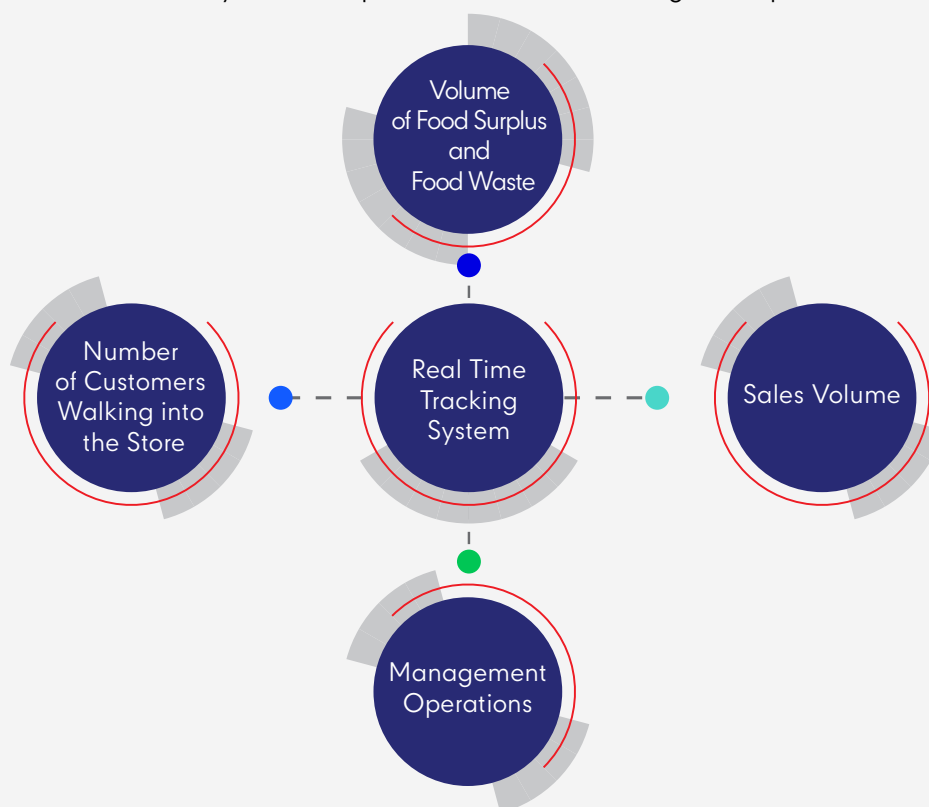 Volume
of Food Surplus
and
Food Waste
Number
of Customers
Walking into
the Store
Real Time
Tracking
System
Sales Volume
Management
Operations